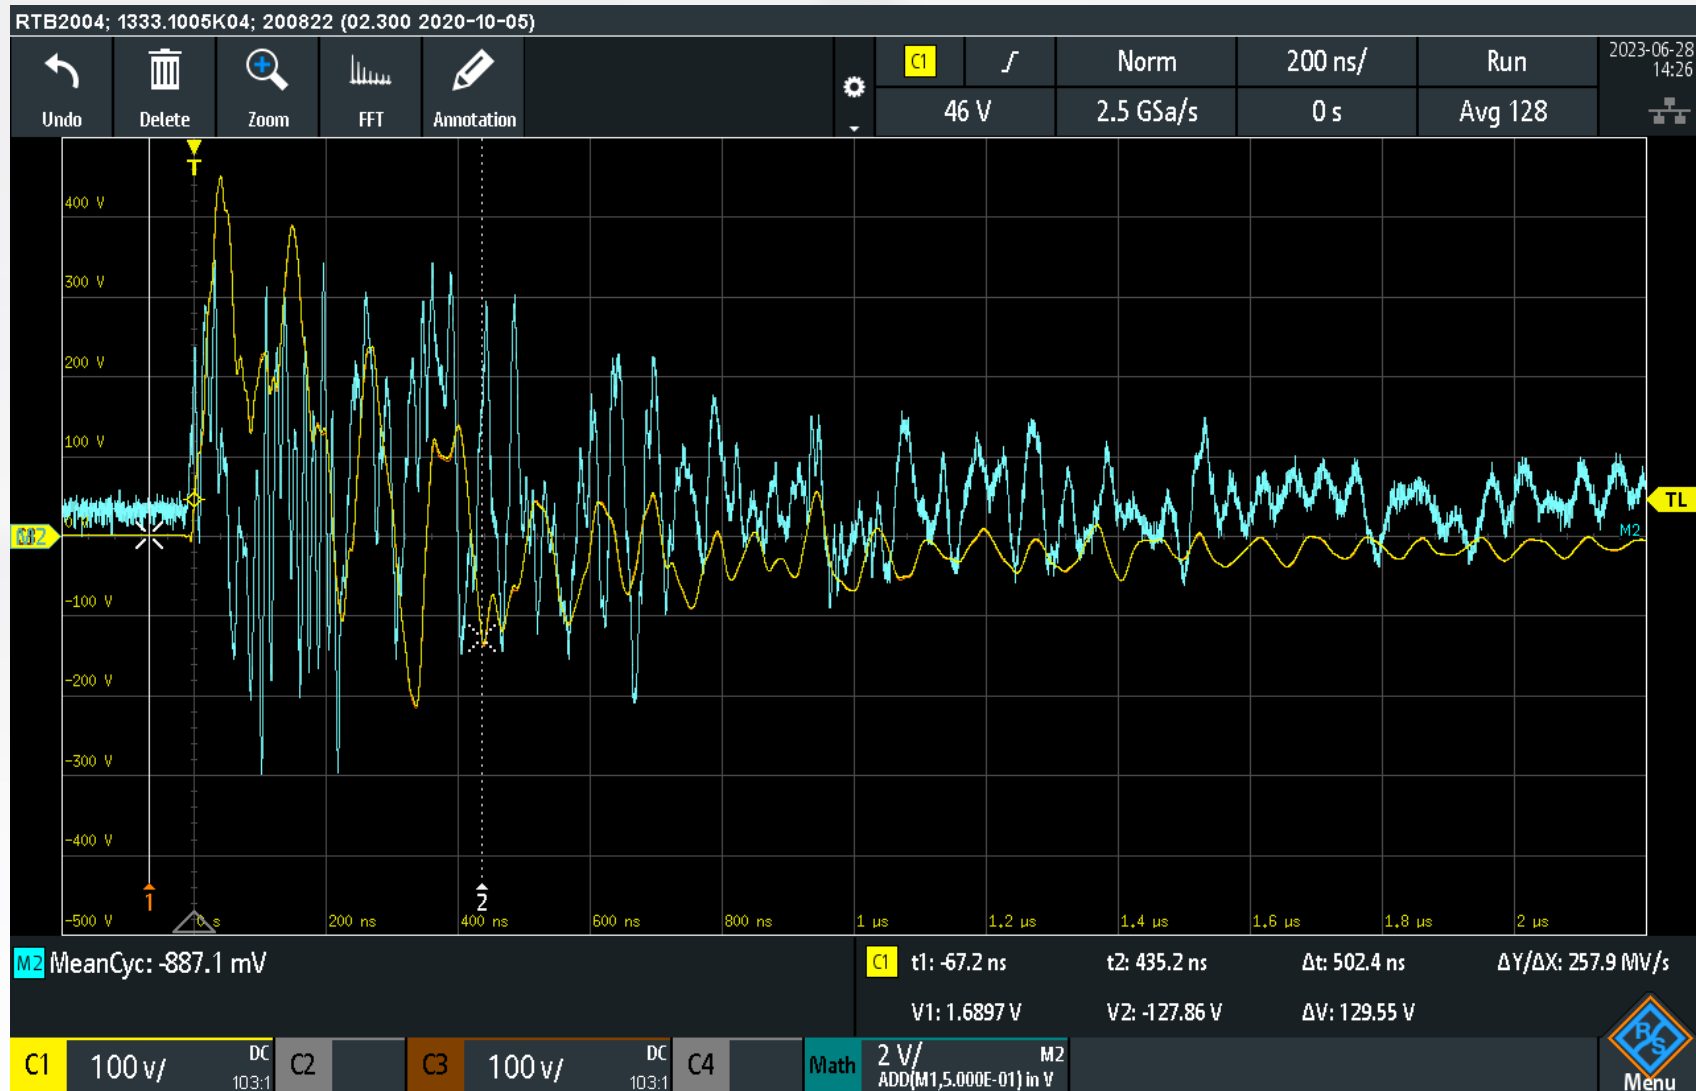 RTB2004; 1333.1005K04; 200822 (02.300 2020-10-05)
Undo Delete Zoom FFT Annotation
C1 Norm 200 ns/ Run
46 V 2.5 GSa/s 0 s Avg 128
2023-06-28
14:26
T
400 V
300 V
200 V
100 V
M2
TL
M2
-100 V
-200 V
-300 V
-400 V
-500 V
1 2
0 s 200 ns 400 ns 600 ns 800 ns 1 µs 1.2 µs 1.4 µs 1.6 µs 1.8 µs 2 µs
M2 MeanCyc: -887.1 mV
C1 t1: -67.2 ns t2: 435.2 ns Δt: 502.4 ns ΔY/ΔX: 257.9 MV/s
V1: 1.6897 V V2: -127.86 V ΔV: 129.55 V
C1 100 V/ DC 103:1
C2
C3 100 V/ DC 103:1
C4
Math 2 V/ M2
ADD(M1,5.000E-01) in V
R&S
Menu